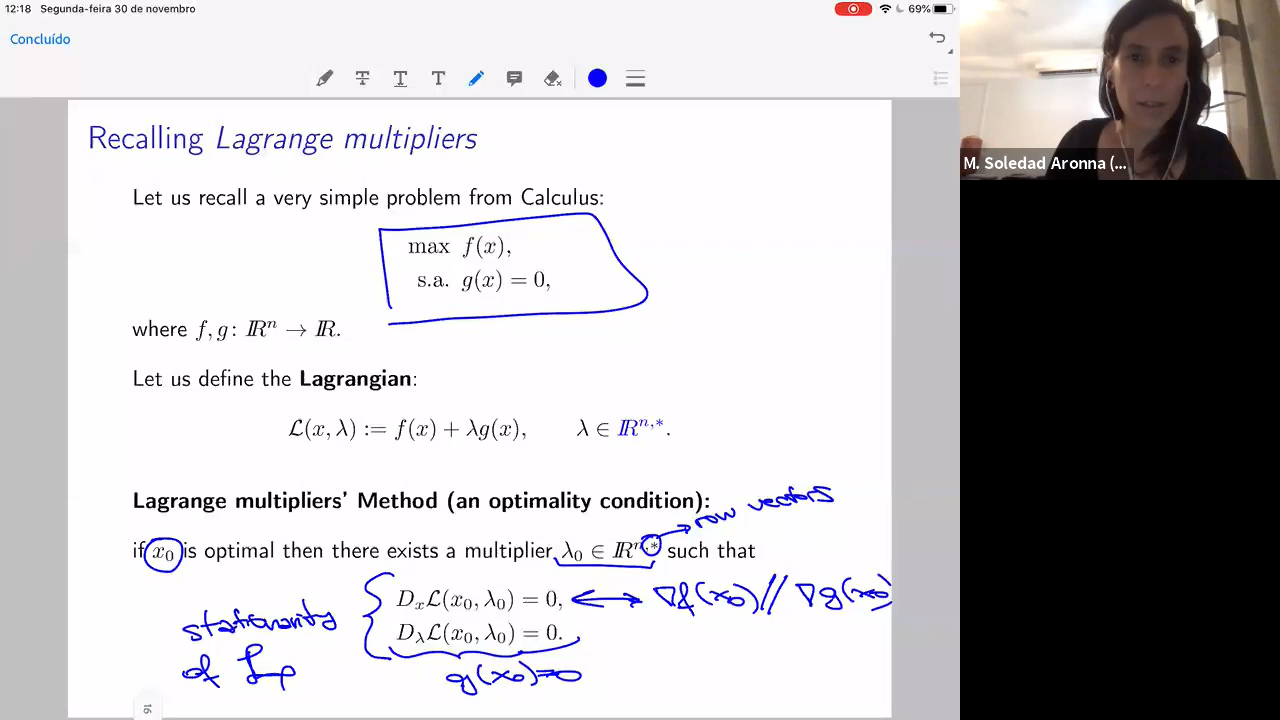 12:18 Segunda-feira 30 de novembro 69%
Concluído
Recalling Lagrange multipliers
Let us recall a very simple problem from Calculus:
max f(x),
s.a. g(x) = 0,
where f, g: ℝⁿ → ℝ.
Let us define the Lagrangian:
ℒ(x, λ) := f(x) + λg(x), λ ∈ ℝⁿ,*.
Lagrange multipliers' Method (an optimality condition):
row vectors
if x₀ is optimal then there exists a multiplier λ₀ ∈ ℝⁿ,* such that
DₓL(x₀, λ₀) = 0, ⟷ ∇f(x₀) // ∇g(x₀)
stationarity
D_λℒ(x₀, λ₀) = 0.
of
g(x₀)=0
16
M. Soledad Aronna (...